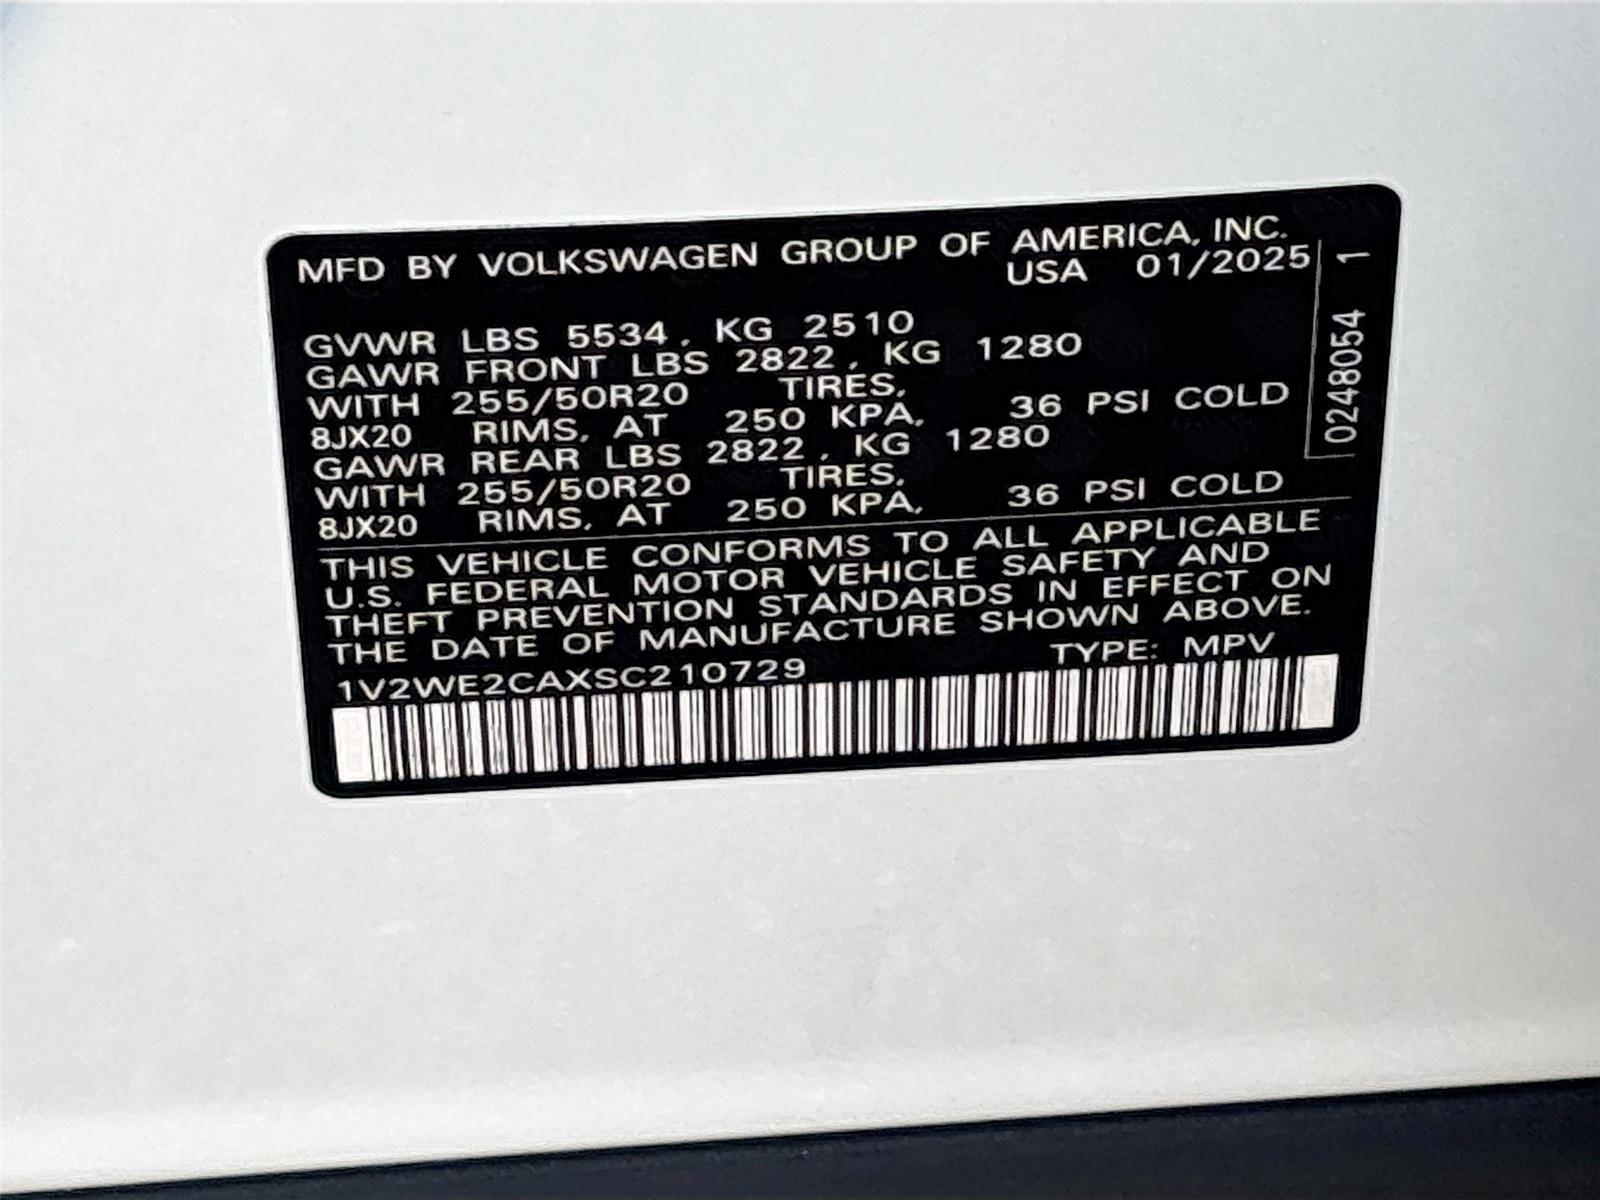 MFD BY VOLKSWAGEN GROUP OF AMERICA, INC.
USA 01/2025
GVWR LBS 5534, KG 2510
GAWR FRONT LBS 2822, KG 1280
WITH 255/50R20 TIRES,
8JX20 RIMS, AT 250 KPA, 36 PSI COLD
GAWR REAR LBS 2822, KG 1280
WITH 255/50R20 TIRES,
8JX20 RIMS, AT 250 KPA, 36 PSI COLD
THIS VEHICLE CONFORMS TO ALL APPLICABLE
U.S. FEDERAL MOTOR VEHICLE SAFETY AND
THEFT PREVENTION STANDARDS IN EFFECT ON
THE DATE OF MANUFACTURE SHOWN ABOVE.
1V2WE2CAXSC210729 TYPE: MPV
0248054 1